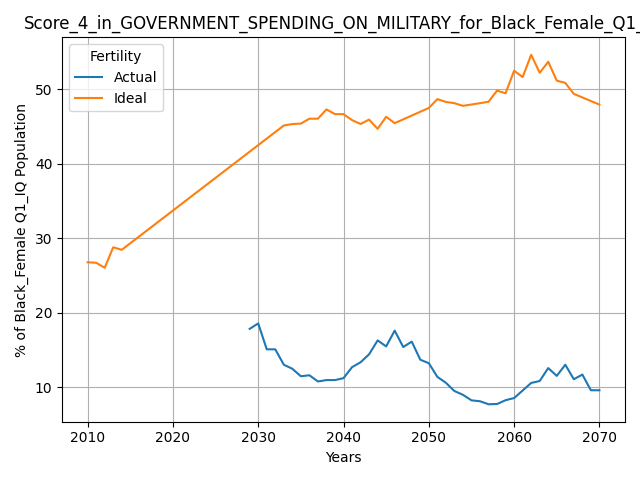 Score_4_in_GOVERNMENT_SPENDING_ON_MILITARY_for_Black_Female_Q1_
Fertility
Actual
Ideal
% of Black_Female Q1_IQ Population
50
40
30
20
10
2010 2020 2030 2040 2050 2060 2070
Years